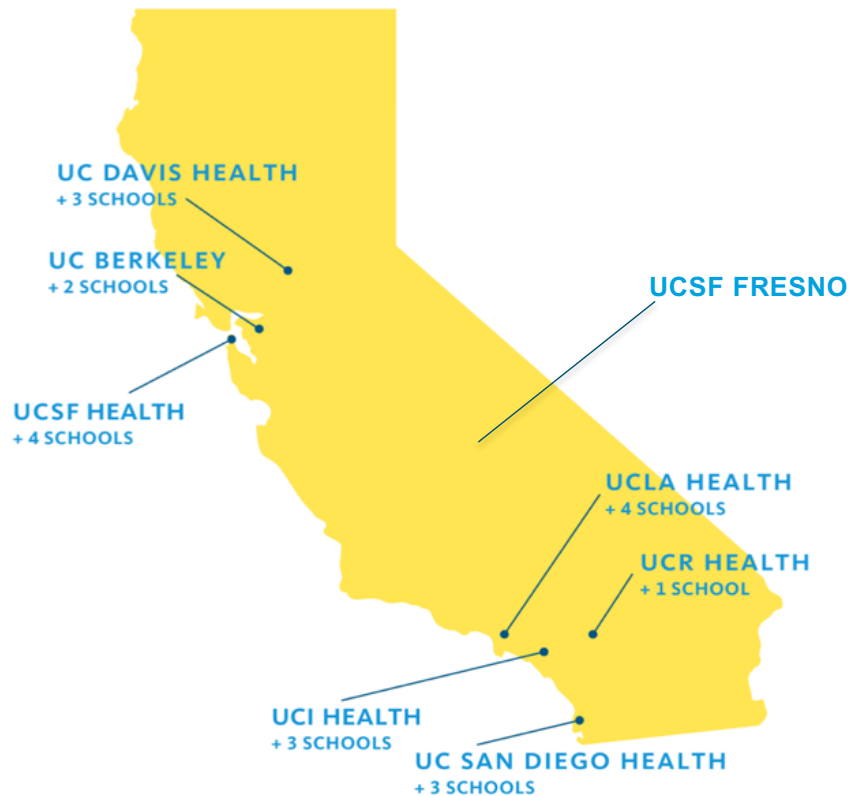 UC DAVIS HEALTH
+ 3 SCHOOLS
UC BERKELEY
+ 2 SCHOOLS
UCSF FRESNO
UCSF HEALTH
+ 4 SCHOOLS
UCLA HEALTH
+ 4 SCHOOLS
UCR HEALTH
+ 1 SCHOOL
UCI HEALTH
+ 3 SCHOOLS
UC SAN DIEGO HEALTH
+ 3 SCHOOLS